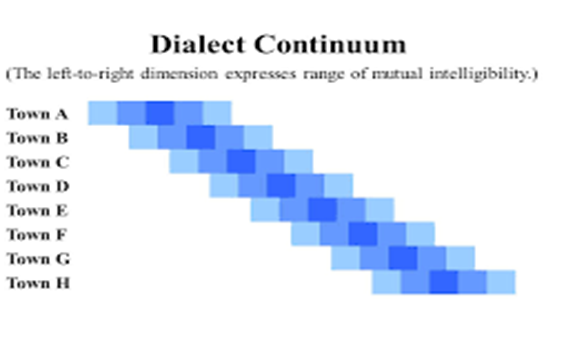 Dialect Continuum
(The left-to-right dimension expresses range of mutual intelligibility.)
Town A
Town B
Town C
Town D
Town E
Town F
Town G
Town H